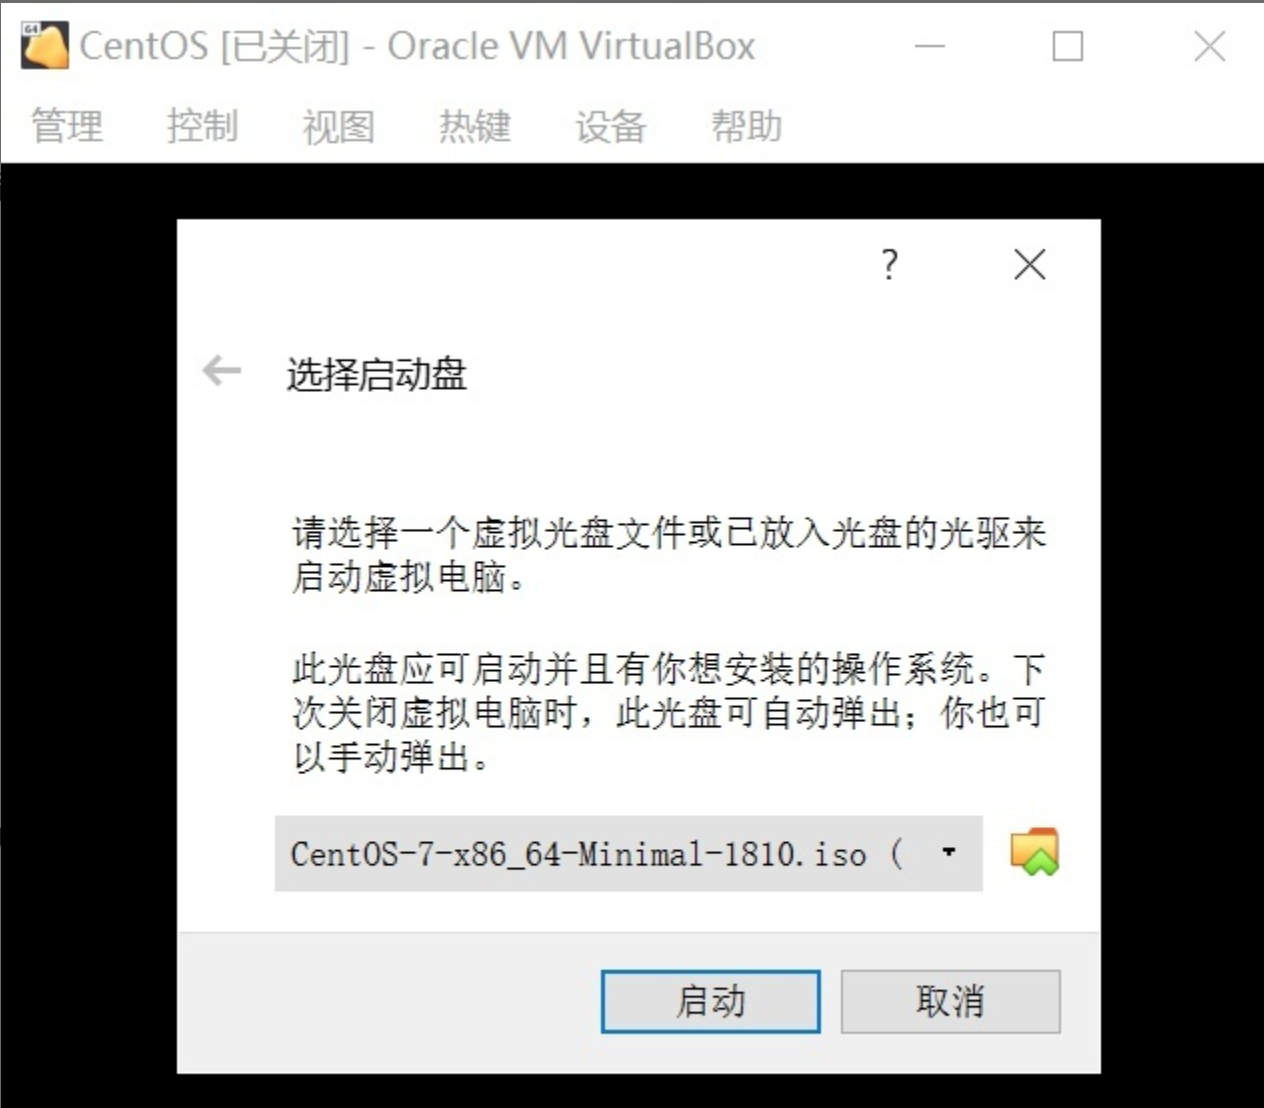 64
CentOS [已关闭] - Oracle VM VirtualBox
管理 控制 视图 热键 设备 帮助
?
选择启动盘
请选择一个虚拟光盘文件或已放入光盘的光驱来
启动虚拟电脑。
此光盘应可启动并且有你想安装的操作系统。下
次关闭虚拟电脑时，此光盘可自动弹出；你也可
以手动弹出。
CentOS-7-x86_64-Minimal-1810.iso (
启动 取消